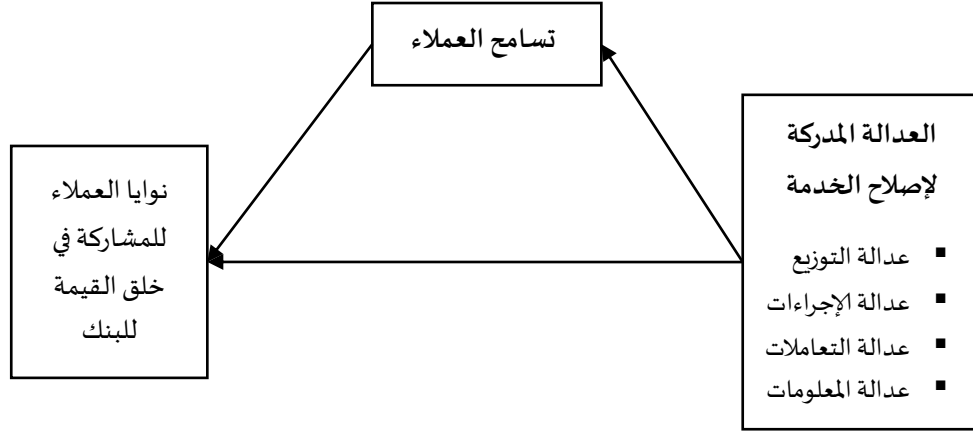 تسامح العملاء
العدالة المدركة
لإصلاح الخدمة
▪ عدالة التوزيع
▪ عدالة الإجراءات
▪ عدالة التعاملات
▪ عدالة المعلومات
نوايا العملاء
للمشاركة في
خلق القيمة
للبنك